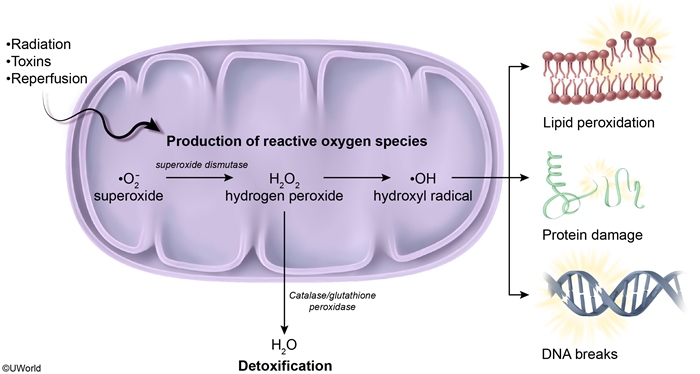 •Radiation
•Toxins
•Reperfusion
Production of reactive oxygen species
superoxide dismutase
•O₂⁻
superoxide
H₂O₂
hydrogen peroxide
•OH
hydroxyl radical
Catalase/glutathione
peroxidase
H₂O
Detoxification
Lipid peroxidation
Protein damage
DNA breaks
©UWorld